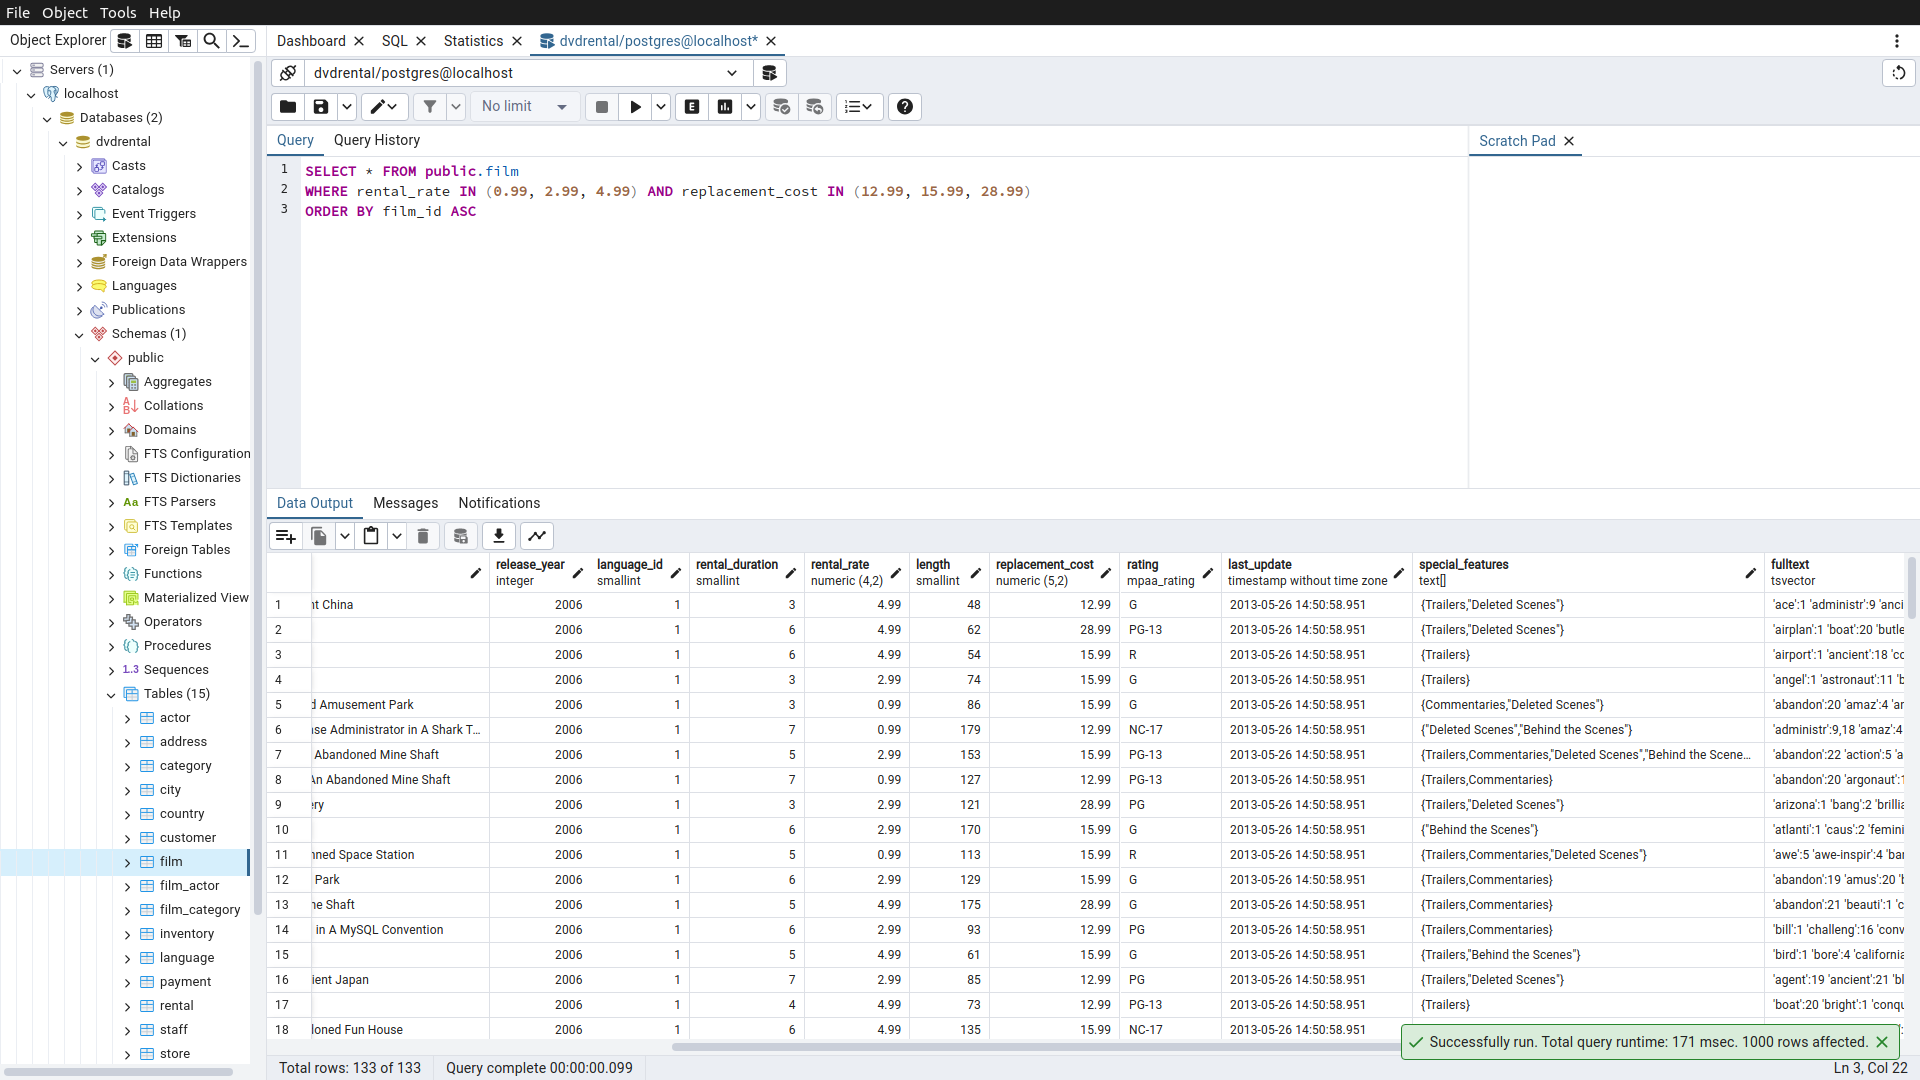 File Object Tools Help
Object Explorer
Dashboard SQL Statistics dvdrental/postgres@localhost*
dvdrental/postgres@localhost
No limit
Query Query History
Scratch Pad
1 SELECT * FROM public.film
2 WHERE rental_rate IN (0.99, 2.99, 4.99) AND replacement_cost IN (12.99, 15.99, 28.99)
3 ORDER BY film_id ASC
Servers (1)
localhost
Databases (2)
dvdrental
Casts
Catalogs
Event Triggers
Extensions
Foreign Data Wrappers
Languages
Publications
Schemas (1)
public
Aggregates
Collations
Domains
FTS Configuration
FTS Dictionaries
FTS Parsers
FTS Templates
Foreign Tables
Functions
Materialized View
Operators
Procedures
Sequences
Tables (15)
actor
address
category
city
country
customer
film
film_actor
film_category
inventory
language
payment
rental
staff
store
Data Output Messages Notifications
release_year language_id rental_duration rental_rate length replacement_cost rating last_update special_features fulltext
integer smallint smallint numeric (4,2) smallint numeric (5,2) mpaa_rating timestamp without time zone text[] tsvector
1 nt China 2006 1 3 4.99 48 12.99 G 2013-05-26 14:50:58.951 {Trailers,"Deleted Scenes"} 'ace':1 'administr':9 'anci
2 2006 1 6 4.99 62 28.99 PG-13 2013-05-26 14:50:58.951 {Trailers,"Deleted Scenes"} 'airplan':1 'boat':20 'butle
3 2006 1 6 4.99 54 15.99 R 2013-05-26 14:50:58.951 {Trailers} 'airport':1 'ancient':18 'cc
4 2006 1 3 2.99 74 15.99 G 2013-05-26 14:50:58.951 {Trailers} 'angel':1 'astronaut':11 'b
5 d Amusement Park 2006 1 3 0.99 86 15.99 G 2013-05-26 14:50:58.951 {Commentaries,"Deleted Scenes"} 'abandon':20 'amaz':4 'ar
6 se Administrator in A Shark T... 2006 1 7 0.99 179 12.99 NC-17 2013-05-26 14:50:58.951 {"Deleted Scenes","Behind the Scenes"} 'administr':9,18 'amaz':4
7 Abandoned Mine Shaft 2006 1 5 2.99 153 15.99 PG-13 2013-05-26 14:50:58.951 {Trailers,Commentaries,"Deleted Scenes","Behind the Scene... 'abandon':22 'action':5 'a
8 An Abandoned Mine Shaft 2006 1 7 0.99 127 12.99 PG-13 2013-05-26 14:50:58.951 {Trailers,Commentaries} 'abandon':20 'argonaut':
9 ry 2006 1 3 2.99 121 28.99 PG 2013-05-26 14:50:58.951 {Trailers,"Deleted Scenes"} 'arizona':1 'bang':2 'brillia
10 2006 1 6 2.99 170 15.99 G 2013-05-26 14:50:58.951 {"Behind the Scenes"} 'atlanti':1 'caus':2 'femini
11 nned Space Station 2006 1 5 0.99 113 15.99 R 2013-05-26 14:50:58.951 {Trailers,Commentaries,"Deleted Scenes"} 'awe':5 'awe-inspir':4 'bar
12 Park 2006 1 6 2.99 129 15.99 G 2013-05-26 14:50:58.951 {Trailers,Commentaries} 'abandon':19 'amus':20 'b
13 ne Shaft 2006 1 5 4.99 175 28.99 G 2013-05-26 14:50:58.951 {Trailers,Commentaries} 'abandon':21 'beauti':1 'c
14 in A MySQL Convention 2006 1 6 2.99 93 12.99 PG 2013-05-26 14:50:58.951 {Trailers,Commentaries} 'bill':1 'challeng':16 'conv
15 2006 1 5 4.99 61 15.99 G 2013-05-26 14:50:58.951 {Trailers,"Behind the Scenes"} 'bird':1 'bore':4 'california
16 ient Japan 2006 1 7 2.99 85 12.99 PG 2013-05-26 14:50:58.951 {Trailers,"Deleted Scenes"} 'agent':19 'ancient':21 'bl
17 2006 1 4 4.99 73 12.99 PG-13 2013-05-26 14:50:58.951 {Trailers} 'boat':20 'bright':1 'conqu
18 loned Fun House 2006 1 6 4.99 135 15.99 NC-17 2013-05-26 14:50:58.951
Successfully run. Total query runtime: 171 msec. 1000 rows affected.
Total rows: 133 of 133 Query complete 00:00:00.099 Ln 3, Col 22